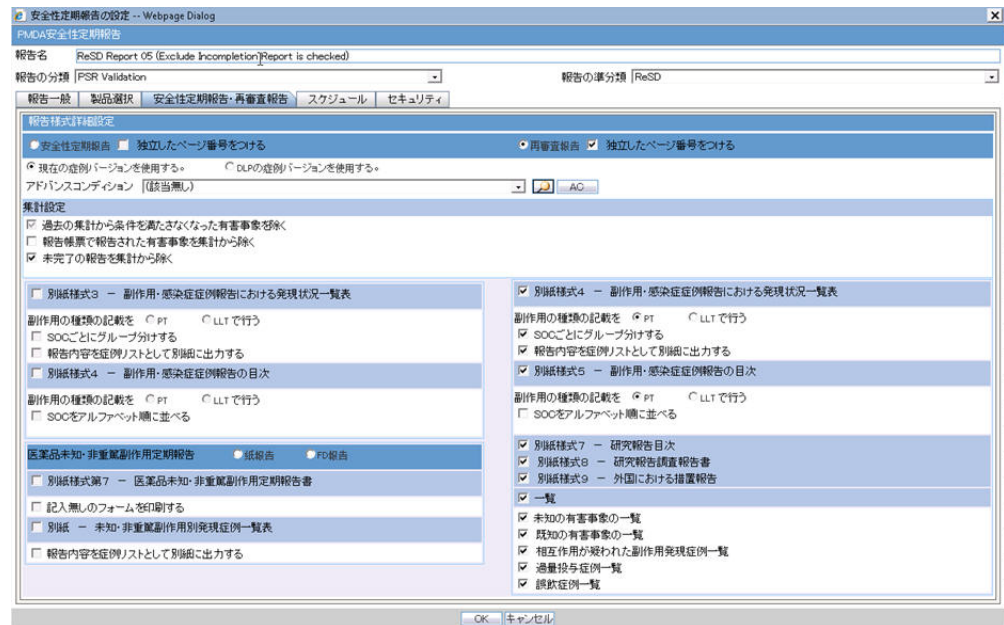 安全性定期報告の設定 -- Webpage Dialog
PMDA安全性定期報告
報告名 ReSD Report 05 (Exclude Incompletion Report is checked)
報告の分類 PSR Validation 報告の準分類 ReSD
報告一般 製品選択 安全性定期報告・再審査報告 スケジュール セキュリティ
報告様式詳細設定
安全性定期報告 独立したページ番号をつける 再審査報告 独立したページ番号をつける
現在の症例バージョンを使用する。 DLPの症例バージョンを使用する。
アドバンスコンディション (該当無し) AC
集計設定
過去の集計から条件を満たさなくなった有害事象を除く
報告帳票で報告された有害事象を集計から除く
未完了の報告を集計から除く
別紙様式3 － 副作用・感染症症例報告における発現状況一覧表
副作用の種類の記載を PT LLT で行う
SOCごとにグループ分けする
報告内容を症例リストとして別紙に出力する
別紙様式4 － 副作用・感染症症例報告の目次
副作用の種類の記載を PT LLT で行う
SOCをアルファベット順に並べる
医薬品未知・非重篤副作用定期報告 紙報告 FD報告
別紙様式第7 － 医薬品未知・非重篤副作用定期報告書
記入無しのフォームを印刷する
別紙 － 未知・非重篤副作用別発現症例一覧表
報告内容を症例リストとして別紙に出力する
別紙様式4 － 副作用・感染症症例報告における発現状況一覧表
副作用の種類の記載を PT LLT で行う
SOCごとにグループ分けする
報告内容を症例リストとして別紙に出力する
別紙様式5 － 副作用・感染症症例報告の目次
副作用の種類の記載を PT LLT で行う
SOCをアルファベット順に並べる
別紙様式7 － 研究報告目次
別紙様式8 － 研究報告調査報告書
別紙様式9 － 外国における措置報告
一覧
未知の有害事象の一覧
既知の有害事象の一覧
相互作用が疑われた副作用発現症例一覧
過量投与症例一覧
誤飲症例一覧
OK キャンセル